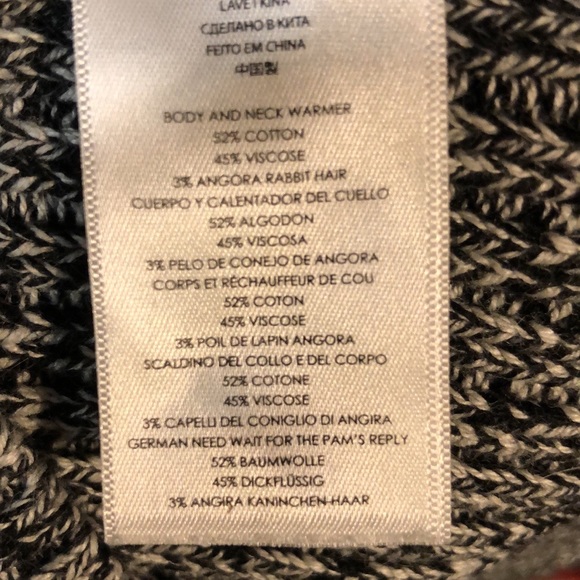 LAVET KINA
СДЕЛАНО В КИТА
FEITO EM CHINA
中国製
BODY AND NECK WARMER
52% COTTON
45% VISCOSE
3% ANGORA RABBIT HAIR
CUERPO Y CALENTADOR DEL CUELLO
52% ALGODON
45% VISCOSA
3% PELO DE CONEJO DE ANGORA
CORPS ET RÉCHAUFFEUR DE COU
52% COTON
45% VISCOSE
3% POIL DE LAPIN ANGORA
SCALDINO DEL COLLO E DEL CORPO
52% COTONE
45% VISCOSE
3% CAPELLI DEL CONIGLIO DI ANGIRA
GERMAN NEED WAIT FOR THE PAM'S REPLY
52% BAUMWOLLE
45% DICKFLÜSSIG
3% ANGIRA KANINCHEN-HAAR